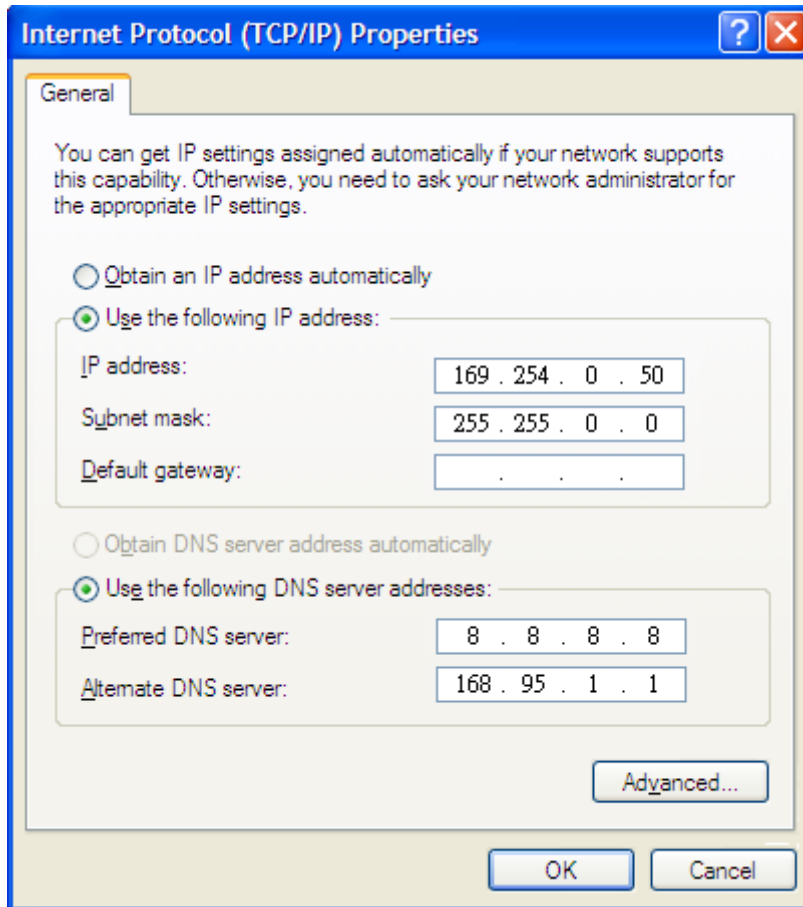 Internet Protocol (TCP/IP) Properties
General
You can get IP settings assigned automatically if your network supports
this capability. Otherwise, you need to ask your network administrator for
the appropriate IP settings.
Obtain an IP address automatically
Use the following IP address:
IP address: 169 . 254 . 0 . 50
Subnet mask: 255 . 255 . 0 . 0
Default gateway: . . .
Obtain DNS server address automatically
Use the following DNS server addresses:
Preferred DNS server: 8 . 8 . 8 . 8
Alternate DNS server: 168 . 95 . 1 . 1
Advanced...
OK Cancel